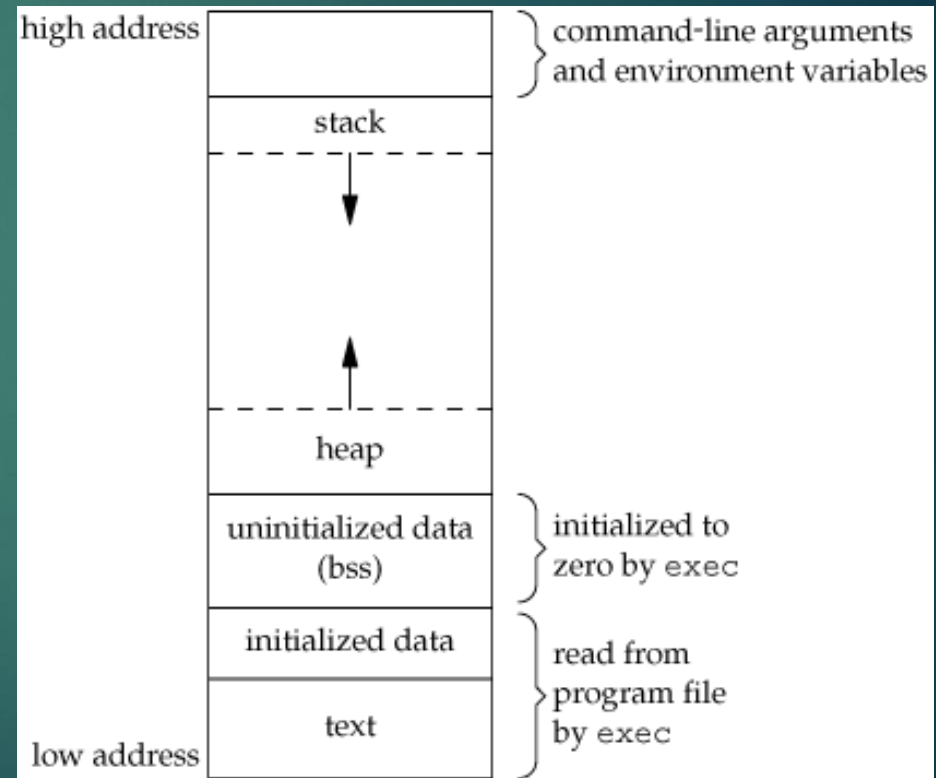 high address
command-line arguments
and environment variables
stack
heap
uninitialized data
(bss)
initialized to
zero by exec
initialized data
read from
program file
by exec
text
low address